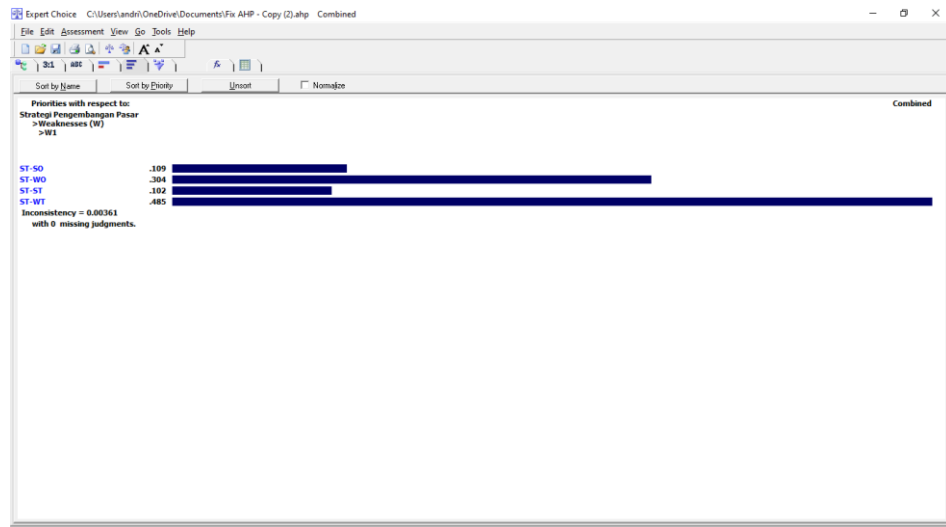 Expert Choice C:\Users\andri\OneDrive\Documents\Fix AHP - Copy (2).ahp Combined
File Edit Assessment View Go Tools Help
A A
3:1 ABC fx
Sort by Name Sort by Priority Unsort Normalize
Priorities with respect to: Combined
Strategi Pengembangan Pasar
>Weaknesses (W)
>W1
ST-SO .109
ST-WO .304
ST-ST .102
ST-WT .485
Inconsistency = 0.00361
with 0 missing judgments.